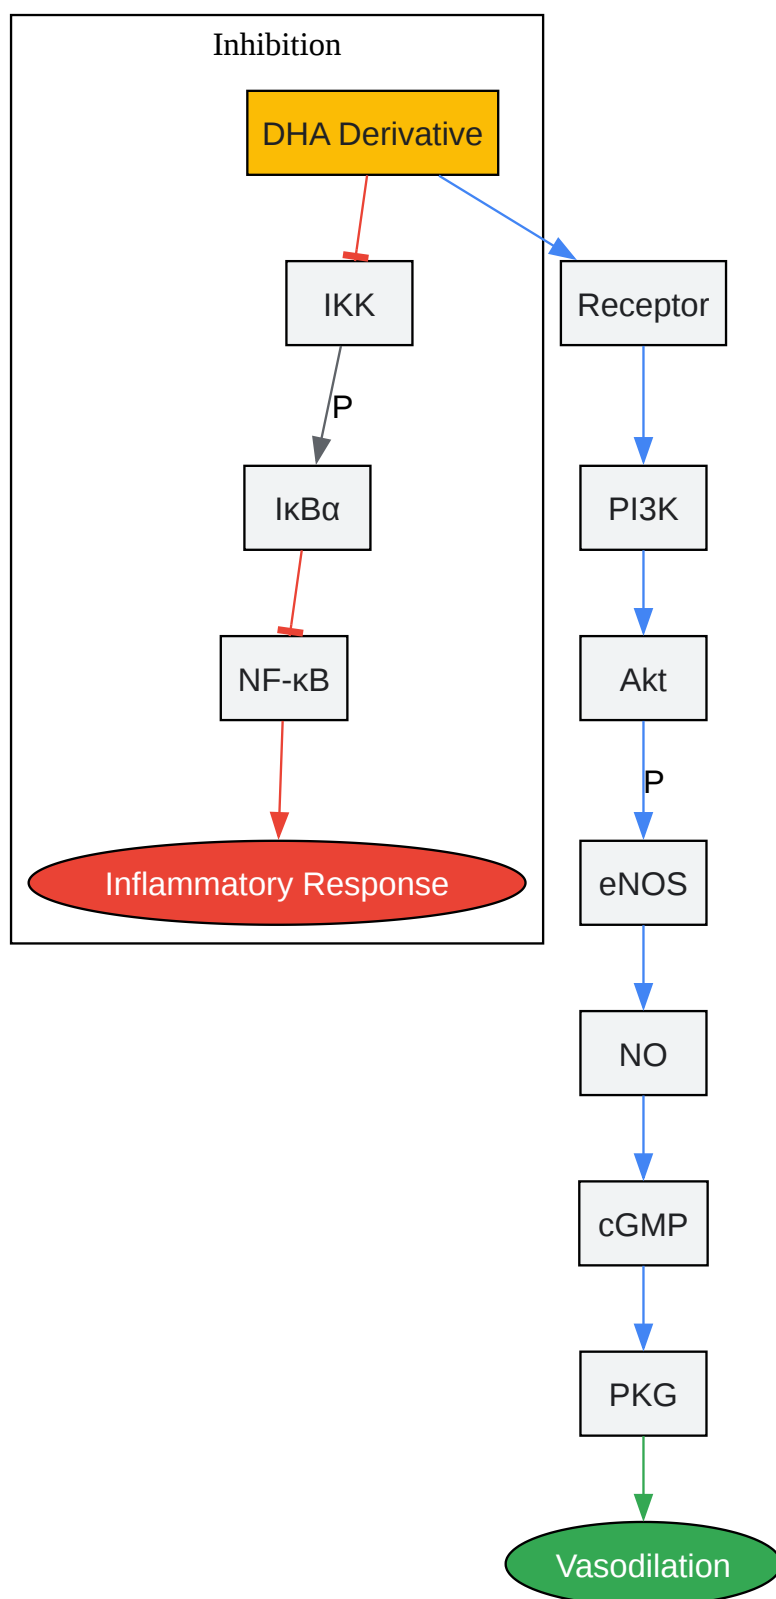 Inhibition
DHA Derivative
IKK
Receptor
P
IκBα
PI3K
NF-κB
Akt
P
Inflammatory Response
eNOS
NO
cGMP
PKG
Vasodilation